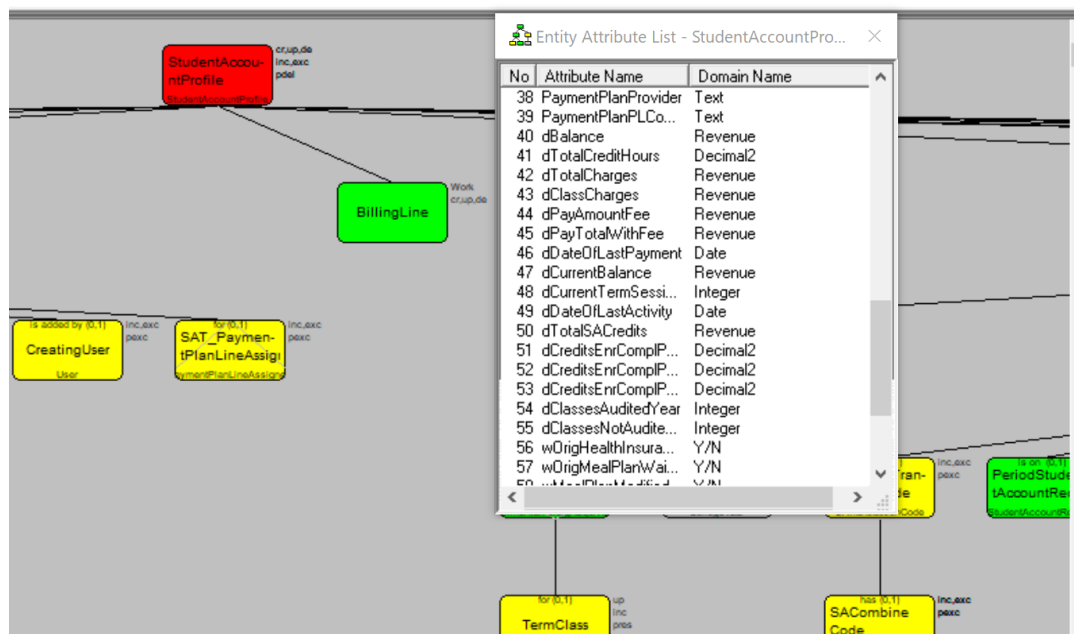 Entity Attribute List - StudentAccountPro...
No Attribute Name Domain Name
38 PaymentPlanProvider Text
39 PaymentPlanPLCo... Text
40 dBalance Revenue
41 dTotalCreditHours Decimal2
42 dTotalCharges Revenue
43 dClassCharges Revenue
44 dPayAmountFee Revenue
45 dPayTotalWithFee Revenue
46 dDateOfLastPayment Date
47 dCurrentBalance Revenue
48 dCurrentTermSessi... Integer
49 dDateOfLastActivity Date
50 dTotalSACredits Revenue
51 dCreditsEnrComplP... Decimal2
52 dCreditsEnrComplP... Decimal2
53 dCreditsEnrComplP... Decimal2
54 dClassesAuditedYear Integer
55 dClassesNotAudite... Integer
56 wOrigHealthInsura... Y/N
57 wOrigMealPlanWai... Y/N
StudentAccou-
ntProfile
StudentAccountProfile
cr,up,de
inc,exc
pdel
BillingLine
Work
cr,up,de
is added by (0,1)
CreatingUser
User
inc,exc
pexc
for(0,1)
SAT_Paymen-
tPlanLineAssig
aymentPlanLineAssigne
inc,exc
pexc
ran-
de
Code
inc,exc
pexc
is on (0,1)
PeriodStude
tAccountRe
StudentAccountR
for(0,1)
TermClass
up
inc
pres
has (0,1)
SACombine
Code
inc,exc
pexc